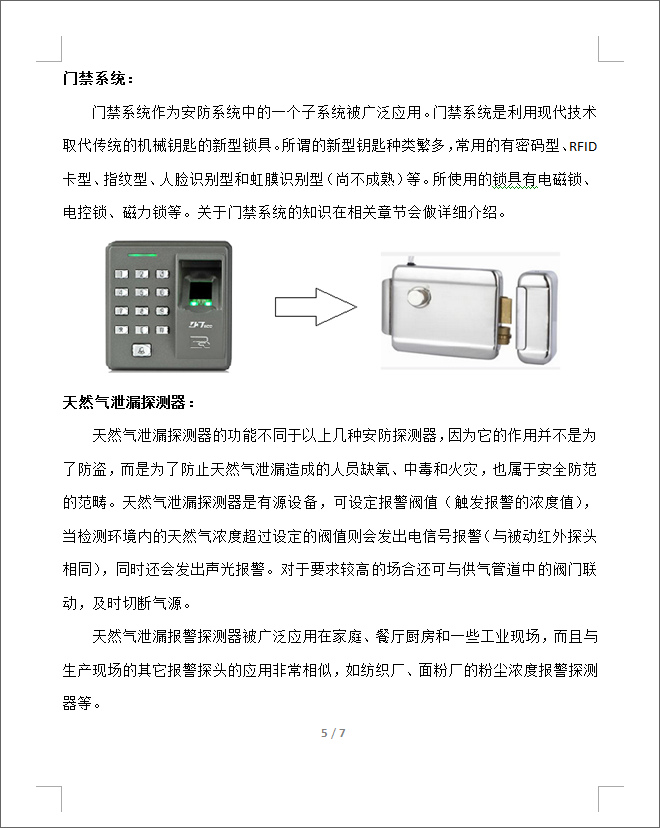 门禁系统：
门禁系统作为安防系统中的一个子系统被广泛应用。门禁系统是利用现代技术
取代传统的机械钥匙的新型锁具。所谓的新型钥匙种类繁多，常用的有密码型、RFID
卡型、指纹型、人脸识别型和虹膜识别型（尚不成熟）等。所使用的锁具有电磁锁、
电控锁、磁力锁等。关于门禁系统的知识在相关章节会做详细介绍。
天然气泄漏探测器：
天然气泄漏探测器的功能不同于以上几种安防探测器，因为它的作用并不是为
了防盗，而是为了防止天然气泄漏造成的人员缺氧、中毒和火灾，也属于安全防范
的范畴。天然气泄漏探测器是有源设备，可设定报警阀值（触发报警的浓度值），
当检测环境内的天然气浓度超过设定的阀值则会发出电信号报警（与被动红外探头
相同），同时还会发出声光报警。对于要求较高的场合还可与供气管道中的阀门联
动，及时切断气源。
天然气泄漏报警探测器被广泛应用在家庭、餐厅厨房和一些工业现场，而且与
生产现场的其它报警探头的应用非常相似，如纺织厂、面粉厂的粉尘浓度报警探测
器等。
5 / 7